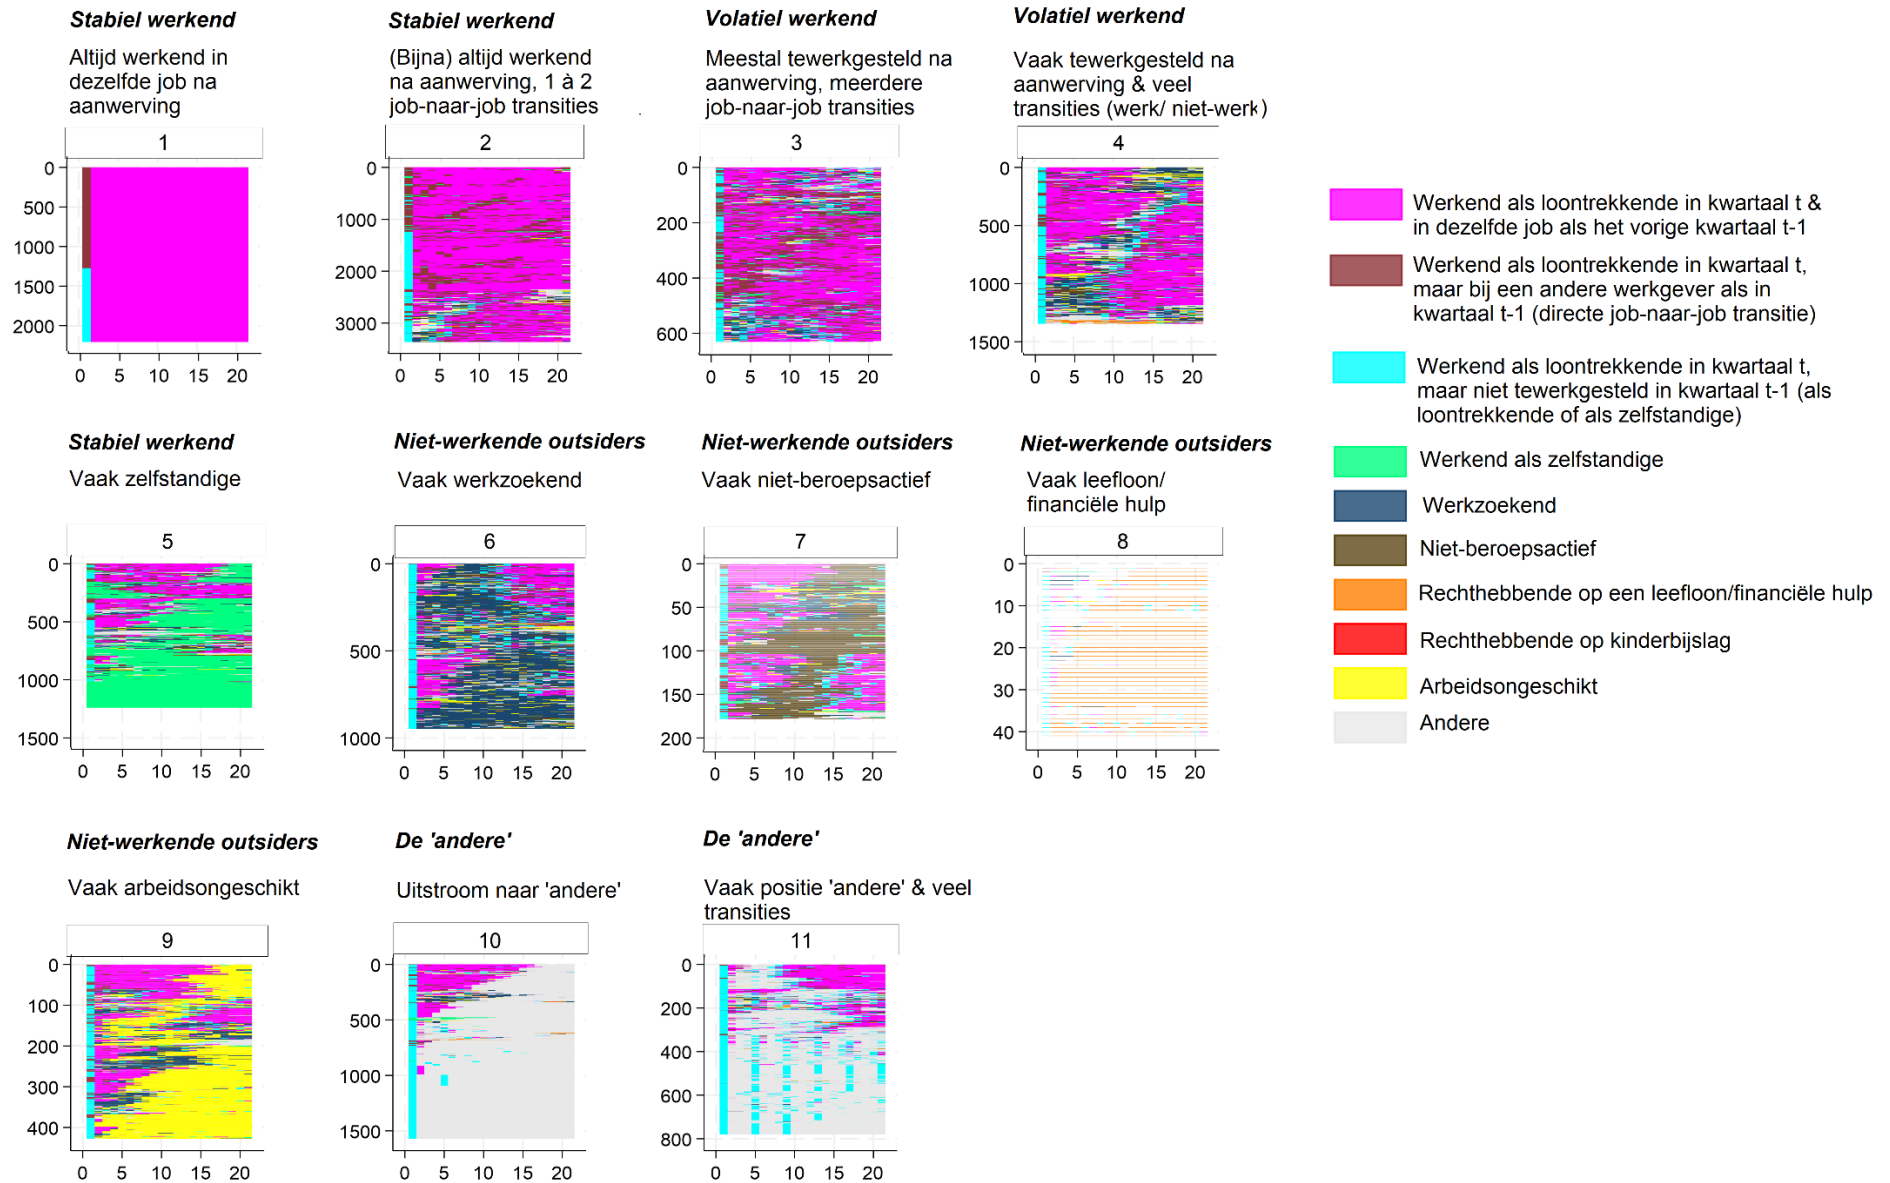 Stabiel werkend
Altijd werkend in
dezelfde job na
aanwerving
1
0
500
1000
1500
2000
0 5 10 15 20
Stabiel werkend
(Bijna) altijd werkend
na aanwerving, 1 à 2
job-naar-job transities
2
0
1000
2000
3000
0 5 10 15 20
Volatiel werkend
Meestal tewerkgesteld na
aanwerving, meerdere
job-naar-job transities
3
0
200
400
600
0 5 10 15 20
Volatiel werkend
Vaak tewerkgesteld na
aanwerving & veel
transities (werk/ niet-werk)
4
0
500
1000
1500
0 5 10 15 20
Stabiel werkend
Vaak zelfstandige
5
0
500
1000
1500
0 5 10 15 20
Niet-werkende outsiders
Vaak werkzoekend
6
0
500
1000
0 5 10 15 20
Niet-werkende outsiders
Vaak niet-beroepsactief
7
0
50
100
150
200
0 5 10 15 20
Niet-werkende outsiders
Vaak leefloon/
financiële hulp
8
0
10
20
30
40
0 5 10 15 20
Niet-werkende outsiders
Vaak arbeidsongeschikt
9
0
100
200
300
400
0 5 10 15 20
De 'andere'
Uitstroom naar 'andere'
10
0
500
1000
1500
0 5 10 15 20
De 'andere'
Vaak positie 'andere' & veel
transities
11
0
200
400
600
800
0 5 10 15 20
Werkend als loontrekkende in kwartaal t &
in dezelfde job als het vorige kwartaal t-1
Werkend als loontrekkende in kwartaal t,
maar bij een andere werkgever als in
kwartaal t-1 (directe job-naar-job transitie)
Werkend als loontrekkende in kwartaal t,
maar niet tewerkgesteld in kwartaal t-1 (als
loontrekkende of als zelfstandige)
Werkend als zelfstandige
Werkzoekend
Niet-beroepsactief
Rechthebbende op een leefloon/financiële hulp
Rechthebbende op kinderbijslag
Arbeidsongeschikt
Andere